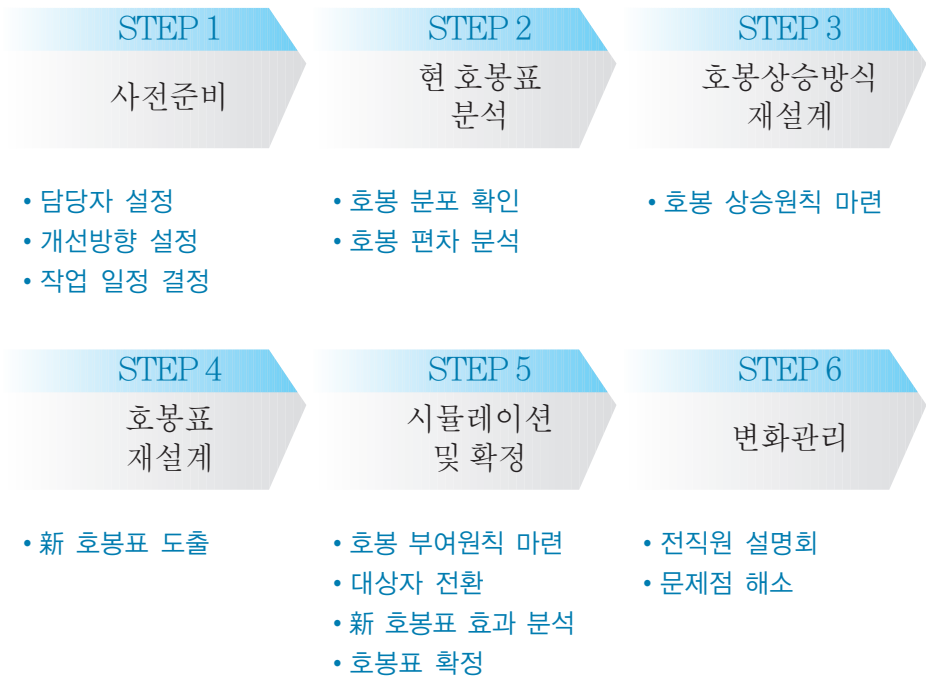 STEP 1
사전준비
• 담당자 설정
• 개선방향 설정
• 작업 일정 결정
STEP 2
현 호봉표
분석
• 호봉 분포 확인
• 호봉 편차 분석
STEP 3
호봉상승방식
재설계
• 호봉 상승원칙 마련
STEP 4
호봉표
재설계
• 新 호봉표 도출
STEP 5
시뮬레이션
및 확정
• 호봉 부여원칙 마련
• 대상자 전환
• 新 호봉표 효과 분석
• 호봉표 확정
STEP 6
변화관리
• 전직원 설명회
• 문제점 해소